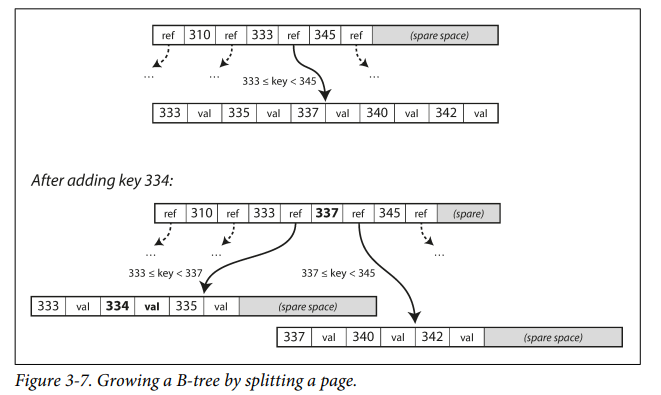 ref 310 ref 333 ref 345 ref (spare space)
... ... ...
333 ≤ key < 345
333 val 335 val 337 val 340 val 342 val
After adding key 334:
ref 310 ref 333 ref 337 ref 345 ref (spare)
... ... ...
333 ≤ key < 337 337 ≤ key < 345
333 val 334 val 335 val (spare space)
337 val 340 val 342 val (spare space)
Figure 3-7. Growing a B-tree by splitting a page.